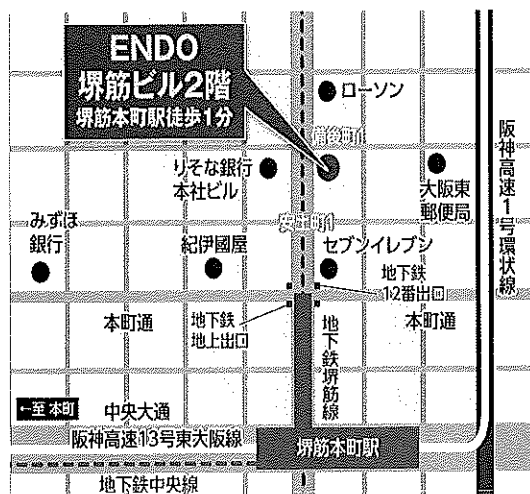 ENDO
堺筋ビル2階
堺筋本町駅徒歩1分
ローソン
備後町1
りそな銀行
本社ビル
大阪東
郵便局
阪神高速1号環状線
みずほ
銀行
紀伊國屋
安土町1
セブンイレブン
地下鉄
12番出口
本町通
地下鉄
地上出口
地下鉄堺筋線
本町通
←至 本町
中央大通
阪神高速13号東大阪線
堺筋本町駅
地下鉄中央線